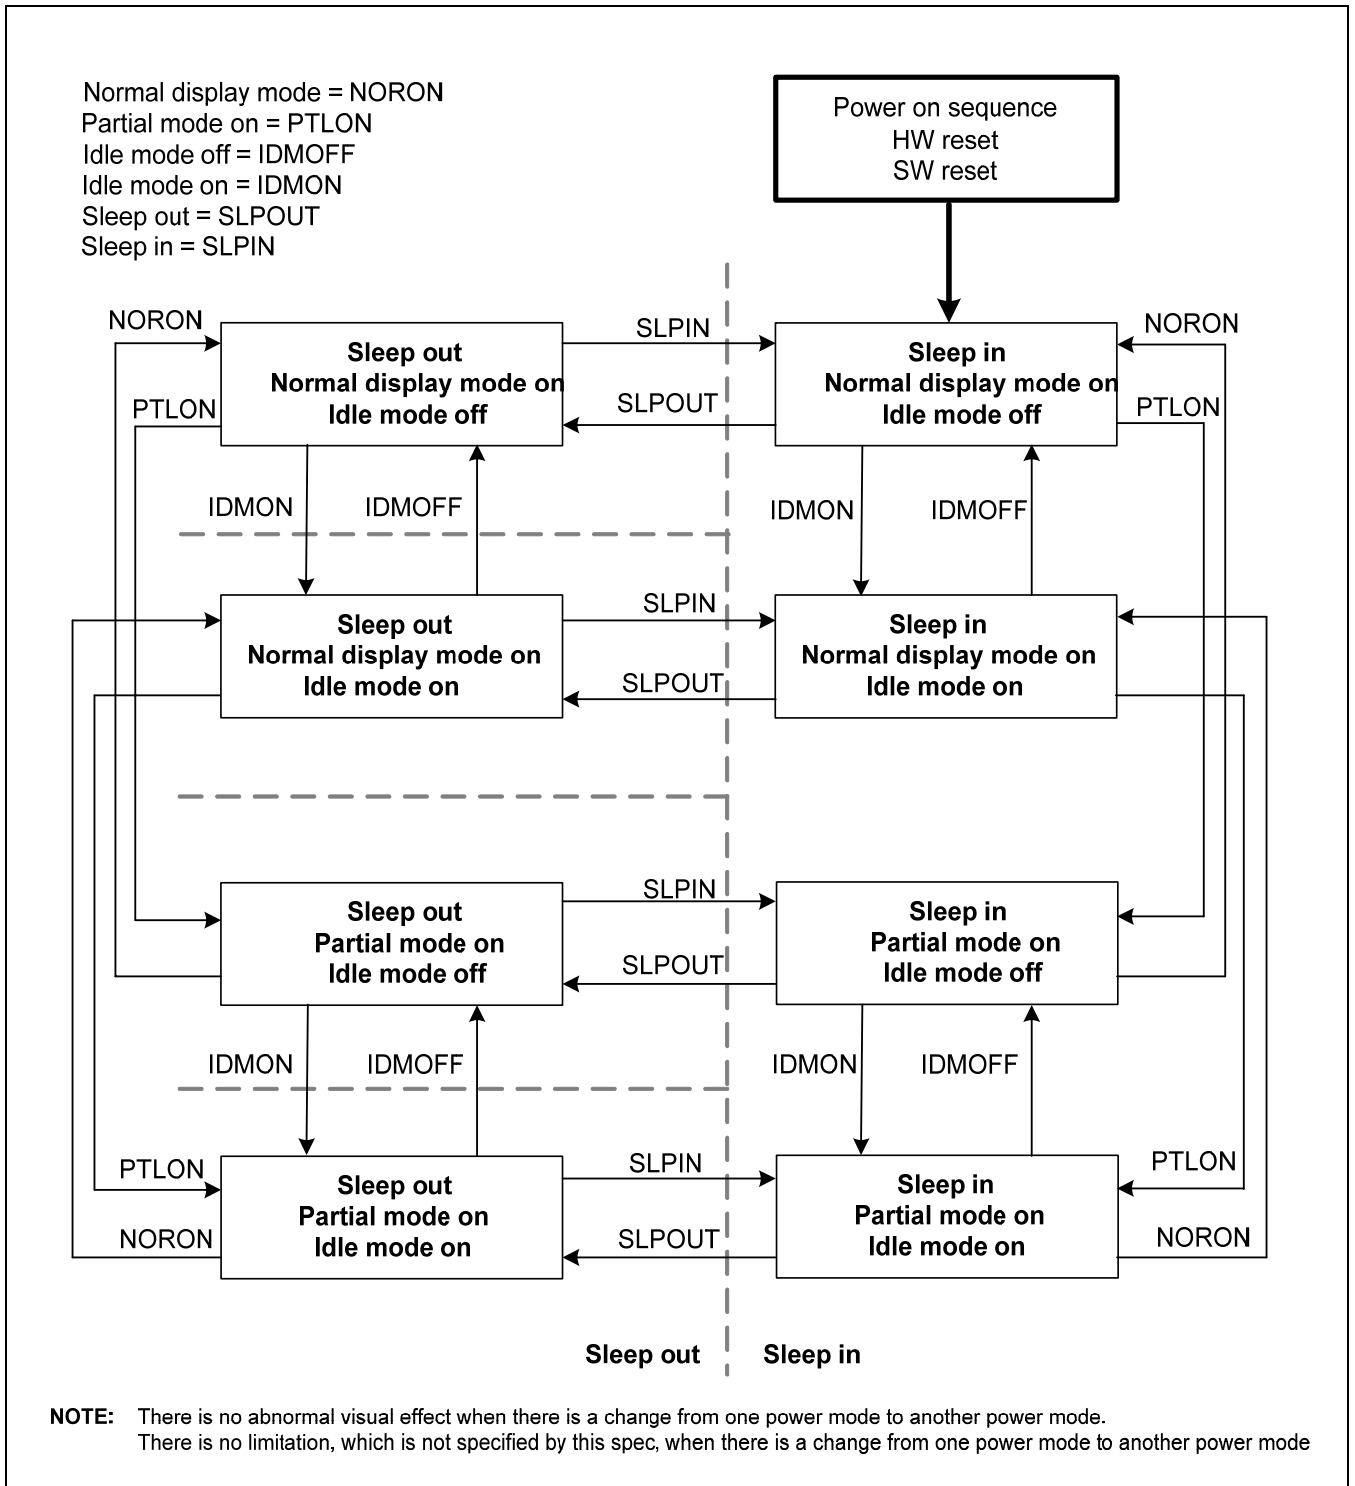 Normal display mode = NORON
Partial mode on = PTLON
Idle mode off = IDMOFF
Idle mode on = IDMON
Sleep out = SLPOUT
Sleep in = SLPIN
Power on sequence
HW reset
SW reset
NORON
Sleep out
Normal display mode on
Idle mode off
SLPIN
SLPOUT
Sleep in
Normal display mode on
Idle mode off
NORON
PTLON
PTLON
IDMON
IDMOFF
IDMON
IDMOFF
Sleep out
Normal display mode on
Idle mode on
SLPIN
SLPOUT
Sleep in
Normal display mode on
Idle mode on
Sleep out
Partial mode on
Idle mode off
SLPIN
SLPOUT
Sleep in
Partial mode on
Idle mode off
IDMON
IDMOFF
IDMON
IDMOFF
PTLON
NORON
Sleep out
Partial mode on
Idle mode on
SLPIN
SLPOUT
Sleep in
Partial mode on
Idle mode on
PTLON
NORON
Sleep out
Sleep in
NOTE: There is no abnormal visual effect when there is a change from one power mode to another power mode.
There is no limitation, which is not specified by this spec, when there is a change from one power mode to another power mode